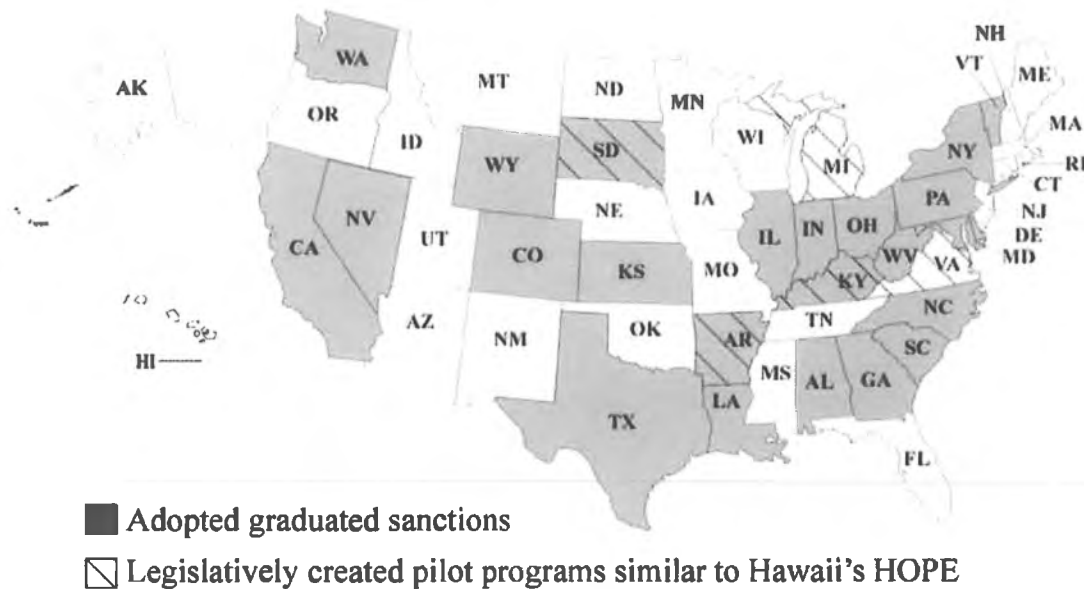 NH
VT
ME
WA
MT
ND
MN
AK
OR
ID
SD
WI
MI
NY
MA
RI
WY
CT
PA
NE
IA
NJ
NV
IL
IN
OH
DE
UT
CA
CO
KS
MO
WV
VA
MD
KY
AZ
NM
OK
AR
TN
NC
SC
HI
MS
AL
GA
LA
TX
FL
Adopted graduated sanctions
Legislatively created pilot programs similar to Hawaii's HOPE